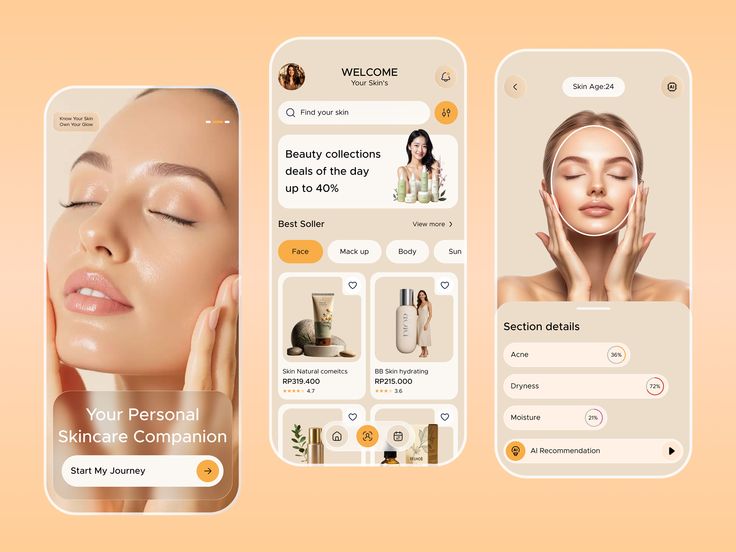 Know Your Skin
Own Your Glow
Your Personal
Skincare Companion
Start My Journey
WELCOME
Your Skin's
Find your skin
Beauty collections
deals of the day
up to 40%
Best Soller
View more
Face
Mack up
Body
Sun
Skin Natural comeitcs
RP319.400
4.7
BB Skin hydrating
RP215.000
3.6
Skin Age:24
AI
Section details
Acne
36%
Dryness
72%
Moisture
21%
AI Recommendation